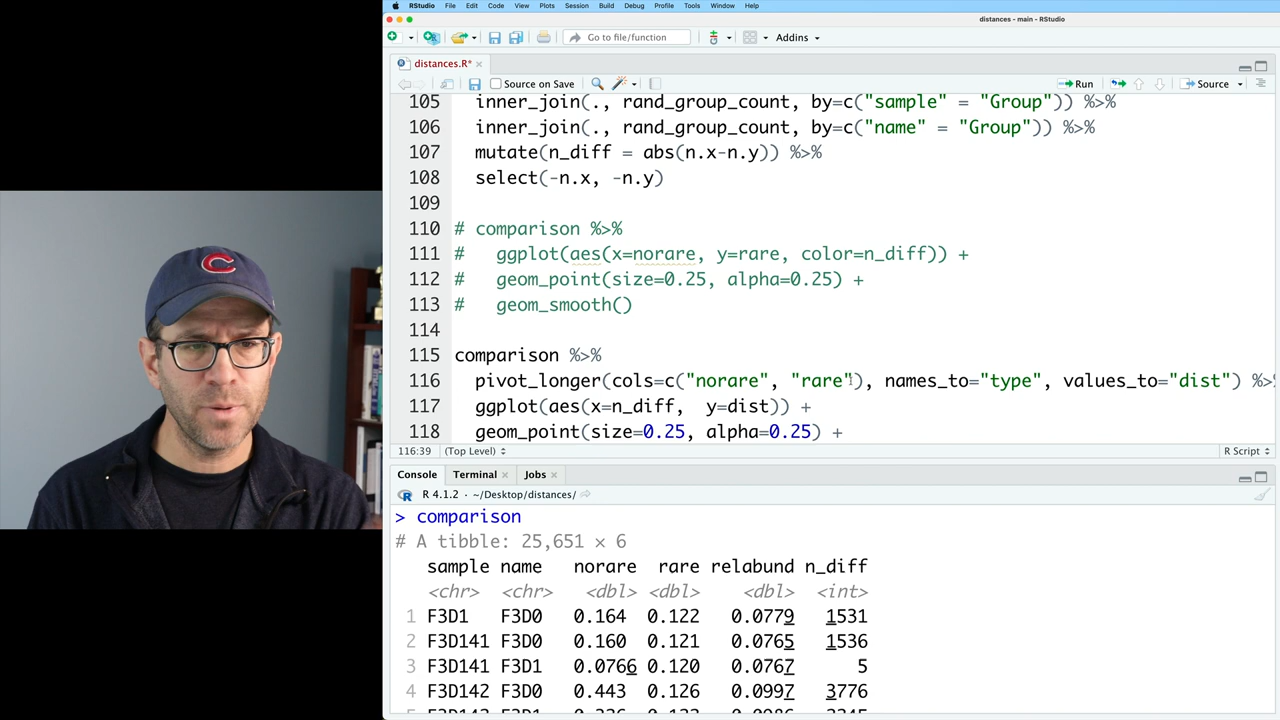 RStudio File Edit Code View Plots Session Build Debug Profile Tools Window Help
distances - main - RStudio
Go to file/function Addins
distances.R*
Source on Save Run Source
105 inner_join(., rand_group_count, by=c("sample" = "Group")) %>%
106 inner_join(., rand_group_count, by=c("name" = "Group")) %>%
107 mutate(n_diff = abs(n.x-n.y)) %>%
108 select(-n.x, -n.y)
109
110 # comparison %>%
111 # ggplot(aes(x=norare, y=rare, color=n_diff)) +
112 # geom_point(size=0.25, alpha=0.25) +
113 # geom_smooth()
114
115 comparison %>%
116 pivot_longer(cols=c("norare", "rare"), names_to="type", values_to="dist") %>%
117 ggplot(aes(x=n_diff, y=dist)) +
118 geom_point(size=0.25, alpha=0.25) +
116:39 (Top Level) R Script
Console Terminal Jobs
R 4.1.2 · ~/Desktop/distances/
> comparison
# A tibble: 25,651 × 6
sample name norare rare relabund n_diff
<chr> <chr> <dbl> <dbl> <dbl> <int>
1 F3D1 F3D0 0.164 0.122 0.0779 1531
2 F3D141 F3D0 0.160 0.121 0.0765 1536
3 F3D141 F3D1 0.0766 0.120 0.0767 5
4 F3D142 F3D0 0.443 0.126 0.0997 3776